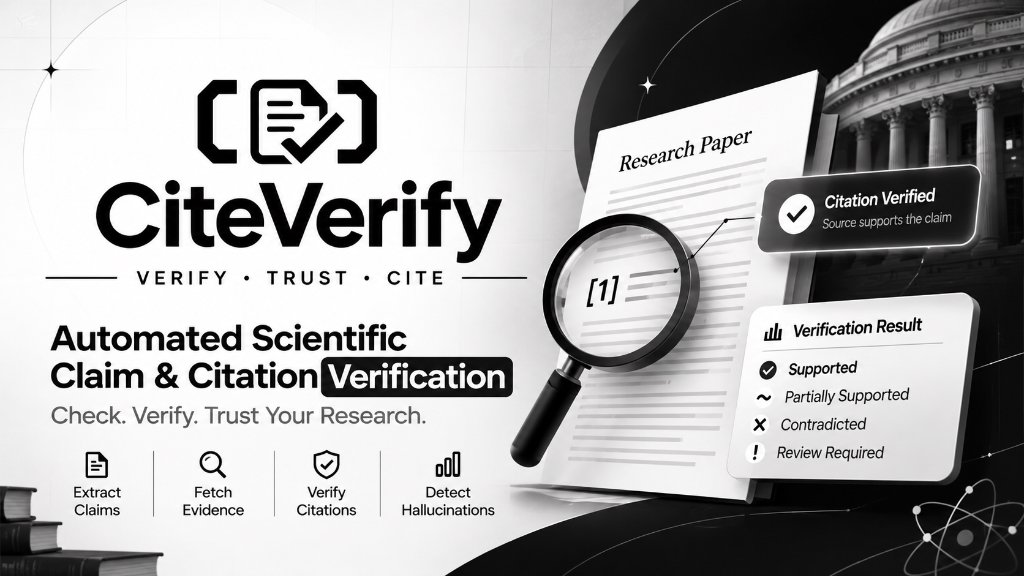 CiteVerify
VERIFY • TRUST • CITE
Automated Scientific
Claim & Citation Verification
Check. Verify. Trust Your Research.
Extract
Claims
Fetch
Evidence
Verify
Citations
Detect
Hallucinations
Research Paper
[1]
Citation Verified
Source supports the claim
Verification Result
Supported
Partially Supported
Contradicted
Review Required